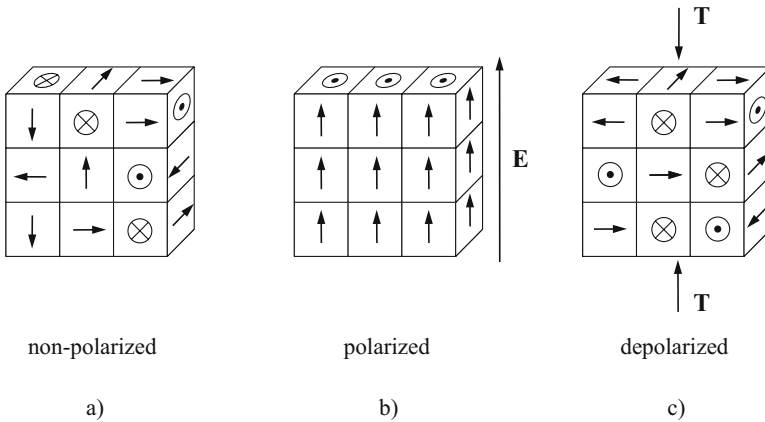 T
E
T
non-polarized
polarized
depolarized
a)
b)
c)